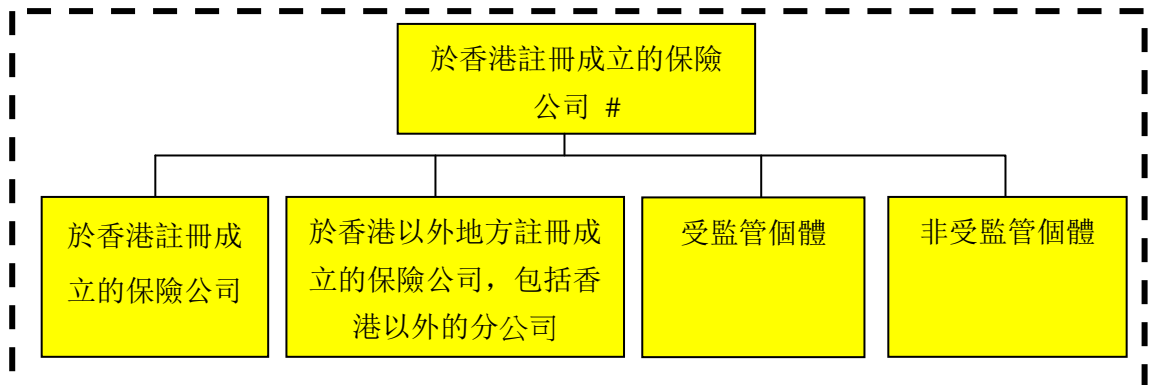 於香港註冊成立的保險
公司 #
於香港註冊成
立的保險公司
於香港以外地方註冊成
立的保險公司，包括香
港以外的分公司
受監管個體
非受監管個體